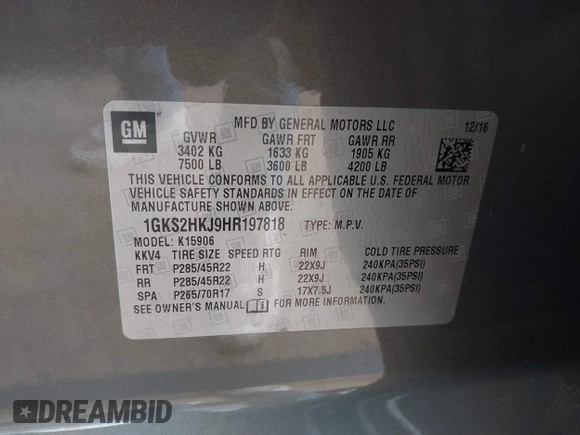 GM
MFD BY GENERAL MOTORS LLC 12/16
GVWR GAWR FRT GAWR RR
3402 KG 1633 KG 1905 KG
7500 LB 3600 LB 4200 LB
THIS VEHICLE CONFORMS TO ALL APPLICABLE U.S. FEDERAL MOTOR
VEHICLE SAFETY STANDARDS IN EFFECT ON THE DATE OF
MANUFACTURE SHOWN ABOVE.
1GKS2HKJ9HR197818 TYPE: M.P.V.
MODEL: K15906
KKV4 TIRE SIZE SPEED RTG RIM COLD TIRE PRESSURE
FRT P285/45R22 H 22X9J 240KPA(35PSI)
RR P285/45R22 H 22X9J 240KPA(35PSI)
SPA P265/70R17 S 17X7.5J 240KPA(35PSI)
SEE OWNER'S MANUAL FOR MORE INFORMATION.
DREAMBID